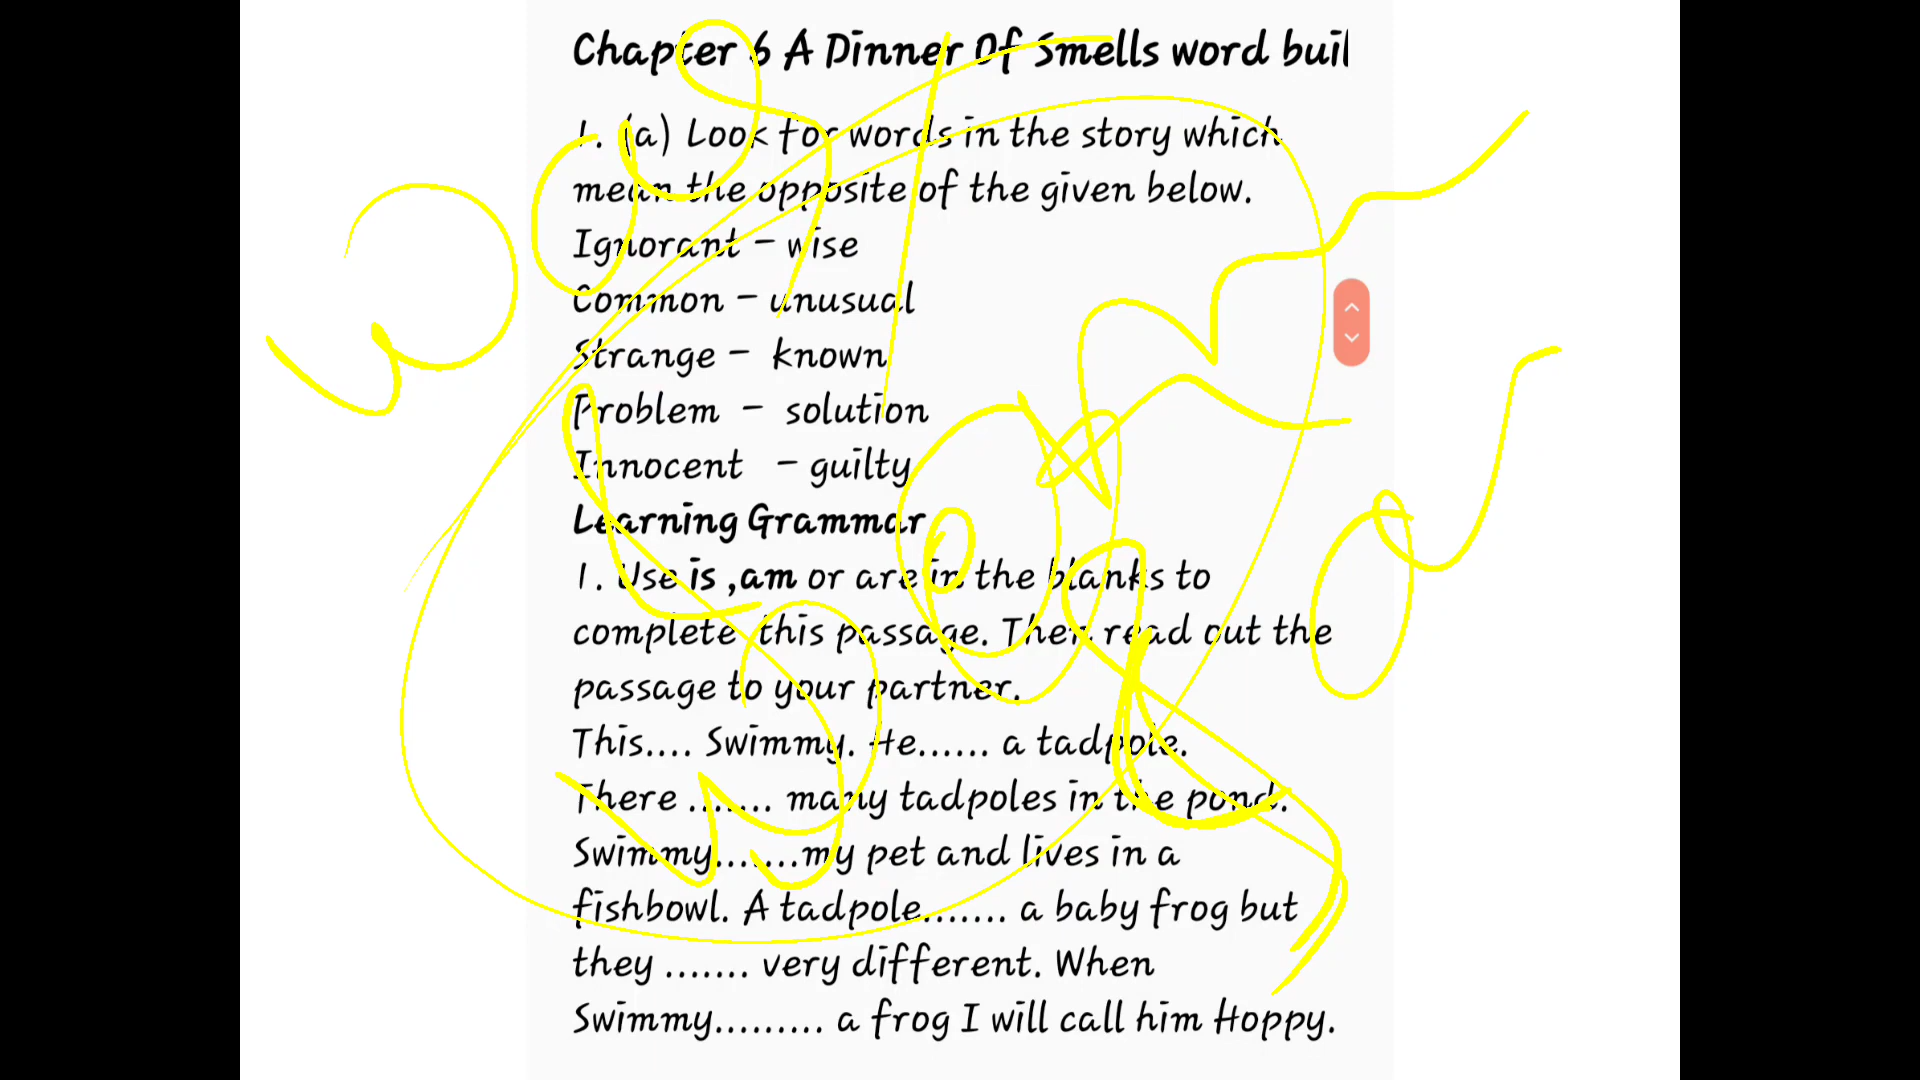 Chapter 6 A Dinner Of Smells word buil
1. (a) Look for words in the story which
mean the opposite of the given below.
Ignorant - wise
Common - unusual
Strange - known
Problem - solution
Innocent - guilty
Learning Grammar
1. Use is ,am or are in the blanks to
complete this passage. Then read out the
passage to your partner.
This.... Swimmy. He...... a tadpole.
There ....... many tadpoles in the pond.
Swimmy.......my pet and lives in a
fishbowl. A tadpole....... a baby frog but
they ....... very different. When
Swimmy......... a frog I will call him Hoppy.